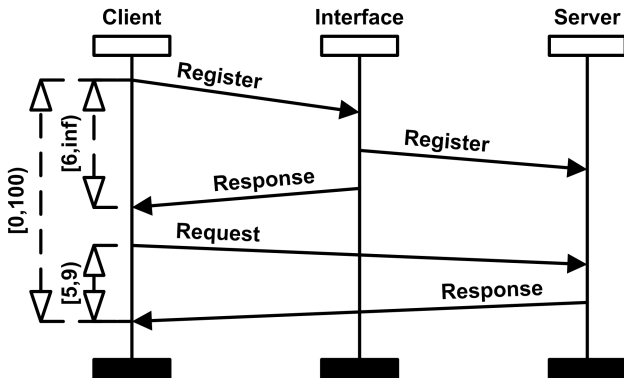 Client
Interface
Server
Register
Register
Response
Request
Response
[0,100)
[6,inf)
[5,9)